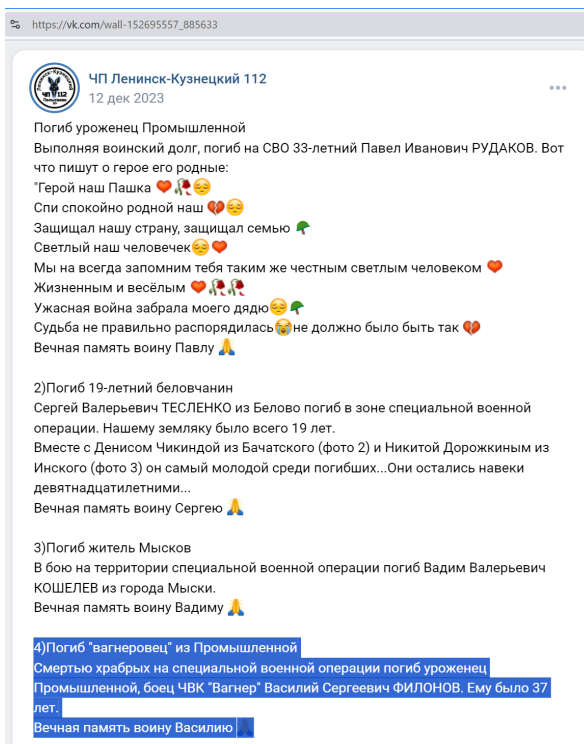 https://vk.com/wall-152695557_885633
ЧП Ленинск-Кузнецкий 112
12 дек 2023
Погиб уроженец Промышленной
Выполняя воинский долг, погиб на СВО 33-летний Павел Иванович РУДАКОВ. Вот
что пишут о герое его родные:
"Герой наш Пашка ❤️🥀😔
Спи спокойно родной наш 💔😔
Защищал нашу страну, защищал семью 🪖
Светлый наш человечек😔❤️
Мы на всегда запомним тебя таким же честным светлым человеком ❤️
Жизненным и весёлым ❤️🥀🥀
Ужасная война забрала моего дядю😔🪖
Судьба не правильно распорядилась😭не должно было быть так 💔
Вечная память воину Павлу 🙏
2)Погиб 19-летний беловчанин
Сергей Валерьевич ТЕСЛЕНКО из Белово погиб в зоне специальной военной
операции. Нашему земляку было всего 19 лет.
Вместе с Денисом Чикиндой из Бачатского (фото 2) и Никитой Дорожкиным из
Инского (фото 3) он самый молодой среди погибших...Они остались навеки
девятнадцатилетними...
Вечная память воину Сергею 🙏
3)Погиб житель Мысков
В бою на территории специальной военной операции погиб Вадим Валерьевич
КОШЕЛЕВ из города Мыски.
Вечная память воину Вадиму 🙏
4)Погиб "вагнеровец" из Промышленной
Смертью храбрых на специальной военной операции погиб уроженец
Промышленной, боец ЧВК "Вагнер" Василий Сергеевич ФИЛОНОВ. Ему было 37
лет.
Вечная память воину Василию 🙏